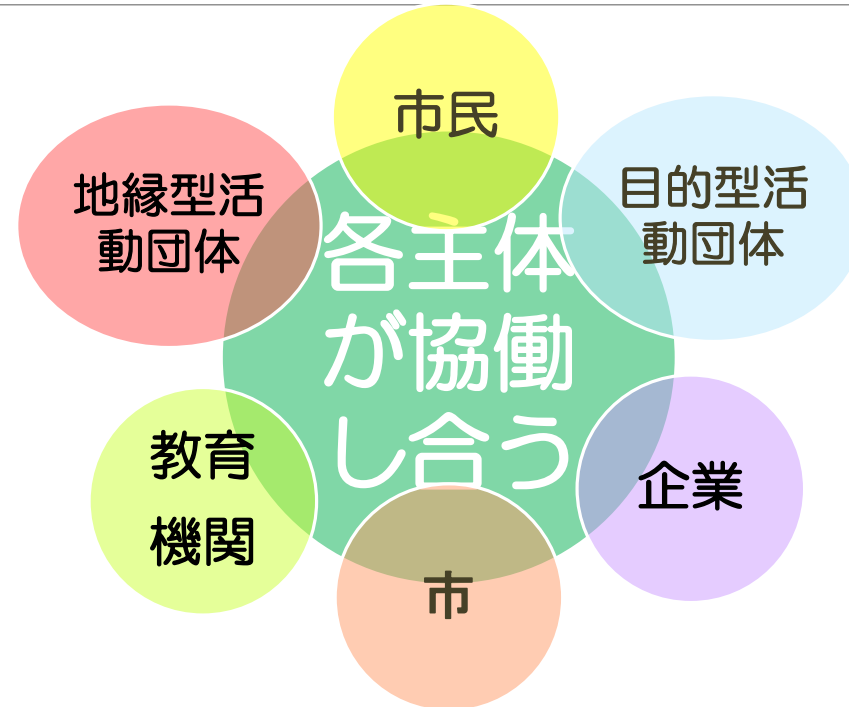 市民
地縁型活
動団体
目的型活
動団体
各主体
が協働
し合う
教育
機関
企業
市